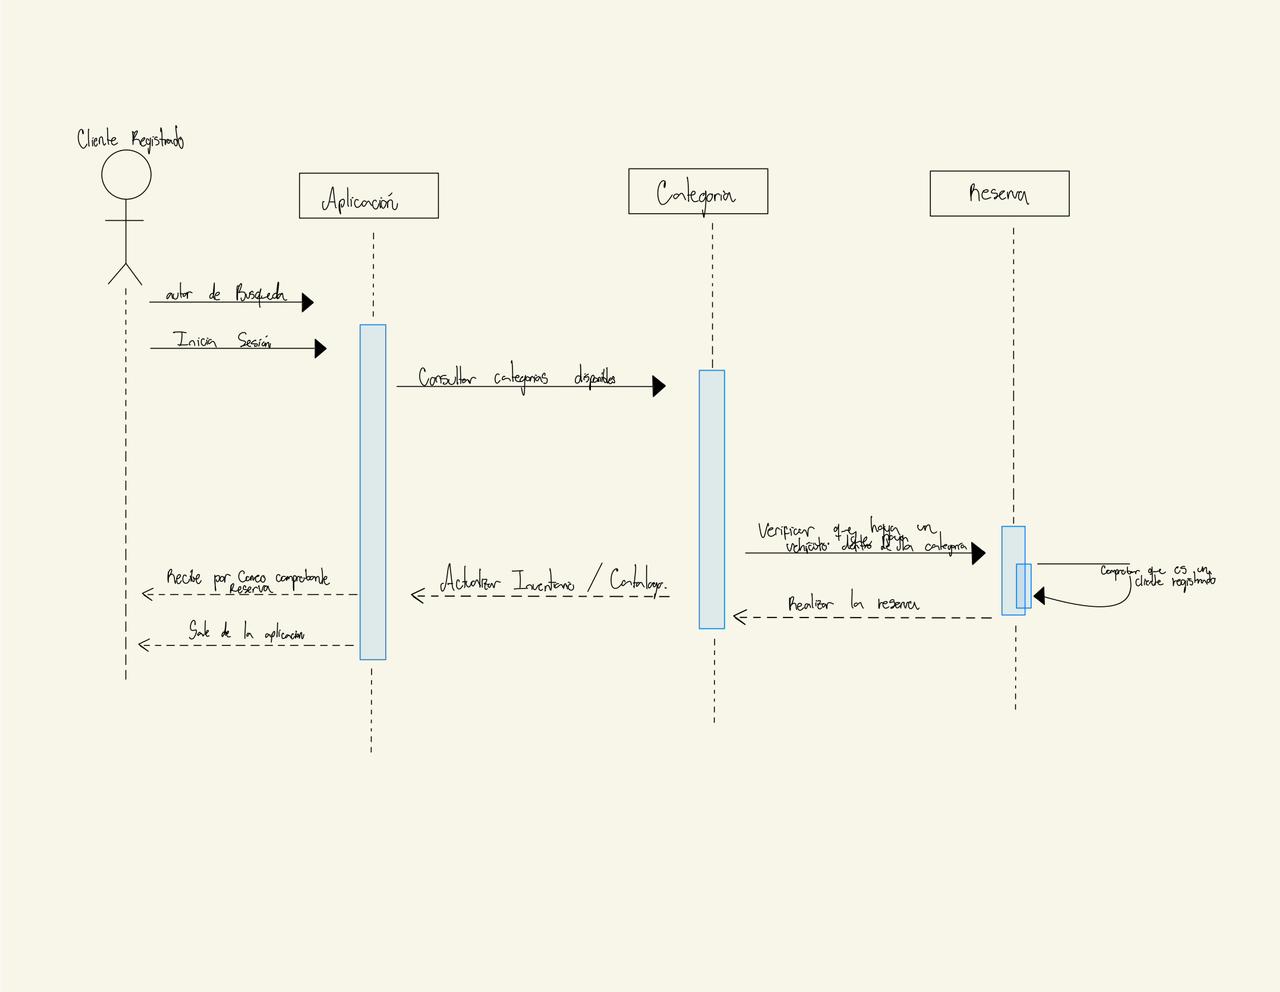 Cliente Registrado
Aplicación
Categoria
Reserva
autor de Busqueda
Inicia Sesión
Consultar categorias disponibles
Verificar que haya un
vehiculo dentro de la categoria
Comprobar que es un
cliente registrado
Recibe por Correo comprobante
Reserva
Actualizar Inventario / Catalogo.
Realizar la reserva
Sale de la aplicacion